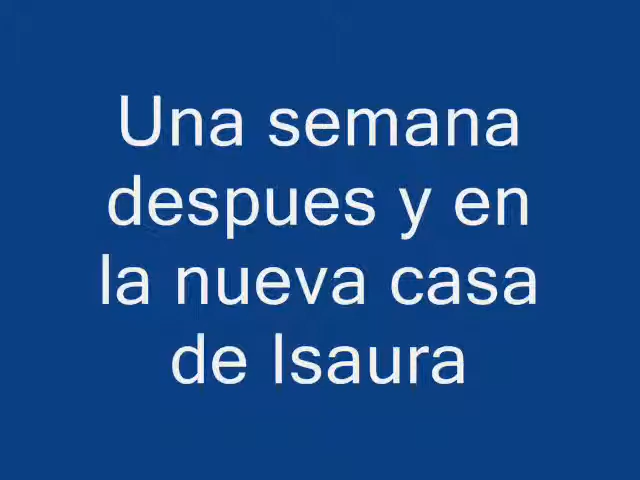 Una semana
despues y en
la nueva casa
de Isaura